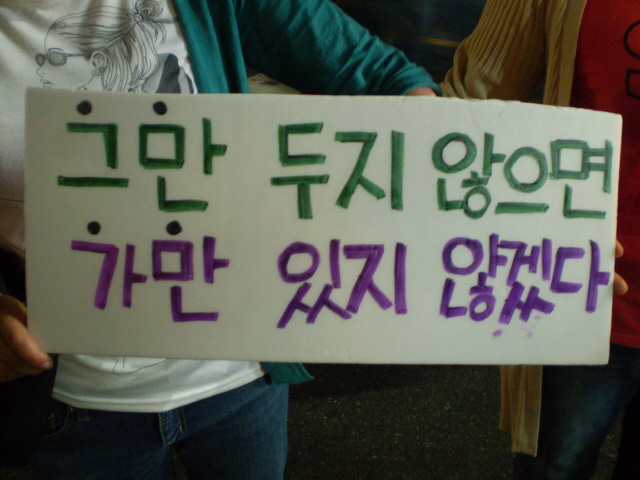 그만 두지 않으면
가만 있지 않겠다